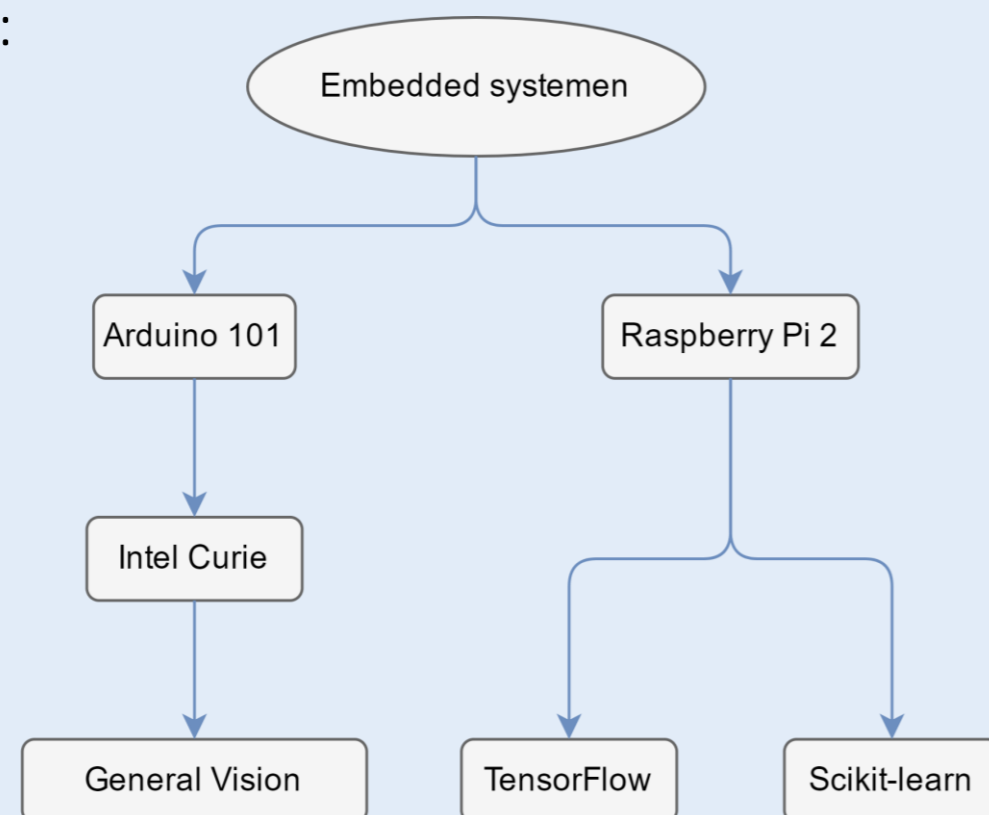 :
Embedded systemen
Arduino 101
Raspberry Pi 2
Intel Curie
General Vision
TensorFlow
Scikit-learn